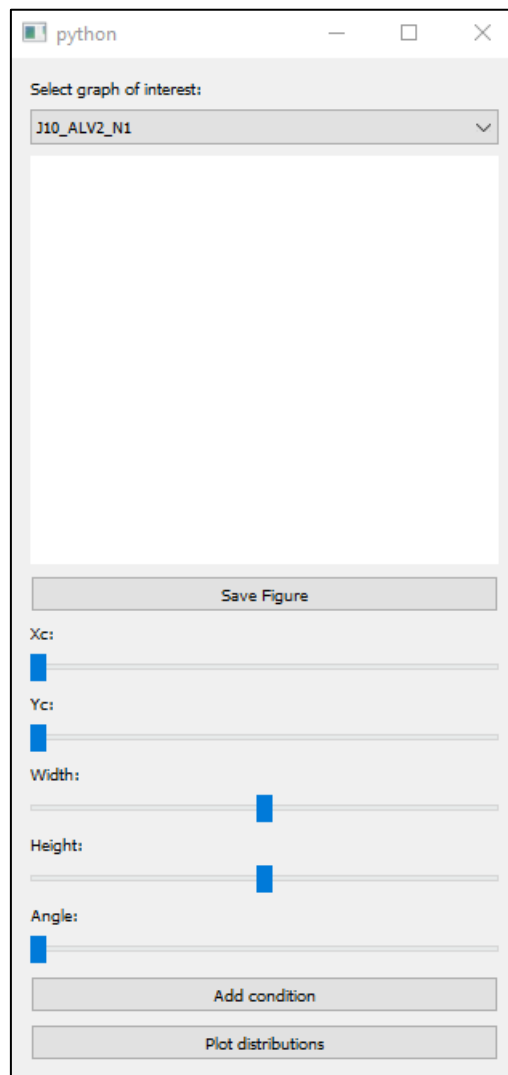 python
Select graph of interest:
J10_ALV2_N1
Save Figure
Xc:
Yc:
Width:
Height:
Angle:
Add condition
Plot distributions